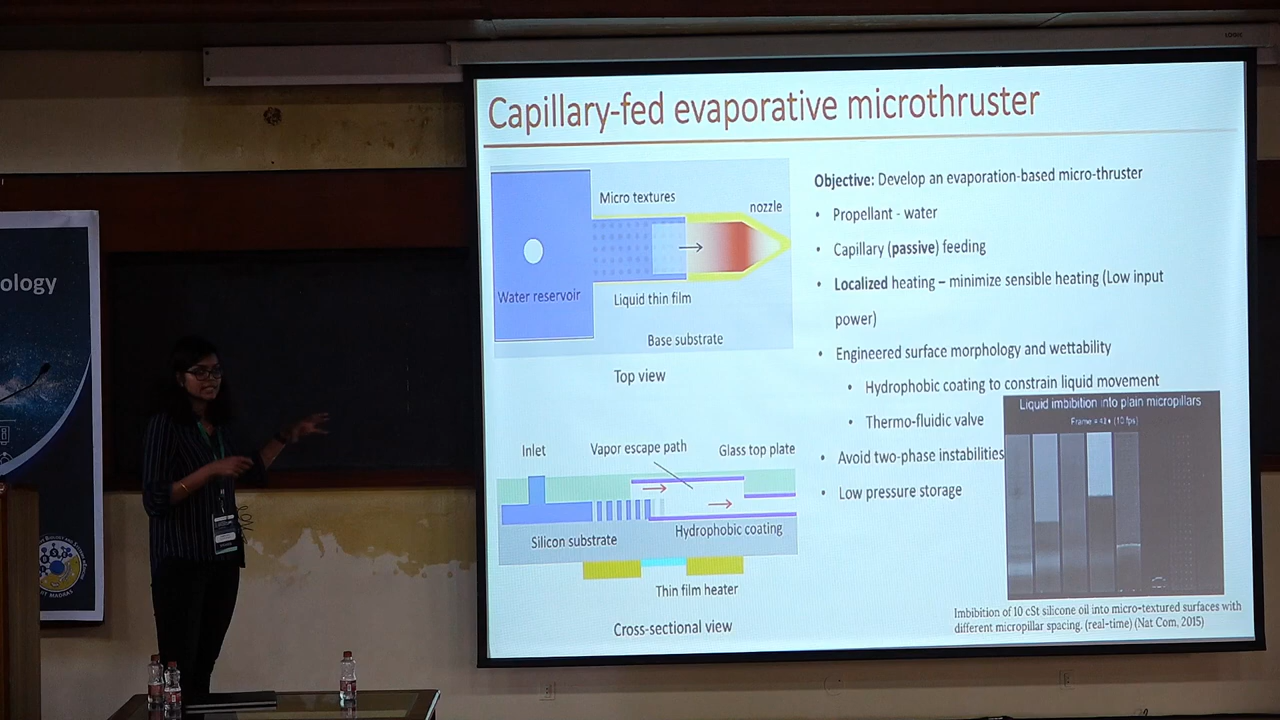 LOGIC
Capillary-fed evaporative microthruster
Micro textures
nozzle
Water reservoir
Liquid thin film
Base substrate
Top view
Inlet
Vapor escape path
Glass top plate
Silicon substrate
Hydrophobic coating
Thin film heater
Cross-sectional view
Objective: Develop an evaporation-based micro-thruster
• Propellant - water
• Capillary (passive) feeding
• Localized heating – minimize sensible heating (Low input
power)
• Engineered surface morphology and wettability
• Hydrophobic coating to constrain liquid movement
• Thermo-fluidic valve
• Avoid two-phase instabilities
• Low pressure storage
Liquid imbibition into plain micropillars
(10 fps)
Imbibition of 10 cSt silicone oil into micro-textured surfaces with
different micropillar spacing. (real-time) (Nat Com, 2015)
ology